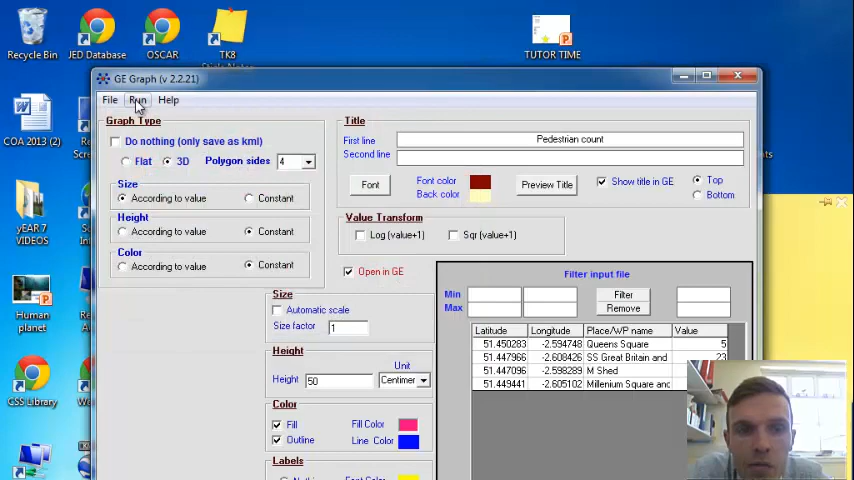 Recycle Bin
JED Database
OSCAR
TK8
TUTOR TIME
GE Graph (v 2.2.21)
File Run Help
Graph Type
Do nothing (only save as kml)
Flat 3D Polygon sides 4
Size
According to value Constant
Height
According to value Constant
Color
According to value Constant
Title
First line Pedestrian count
Second line
Font
Font color
Back color
Preview Title
Show title in GE
Top
Bottom
Value Transform
Log (value+1) Sqr (value+1)
Open in GE
Size
Automatic scale
Size factor 1
Height
Unit
Height 50 Centimer
Color
Fill Fill Color
Outline Line Color
Labels
Filter input file
Min
Max
Filter
Remove
Latitude Longitude Place/WP name Value
51.450283 -2.594748 Queens Square 5
51.447966 -2.608426 SS Great Britain and 23
51.447096 -2.598289 M Shed
51.449441 -2.605102 Millenium Square and
COA 2013 (2)
yEAR 7
VIDEOS
Human
planet
CSS Library